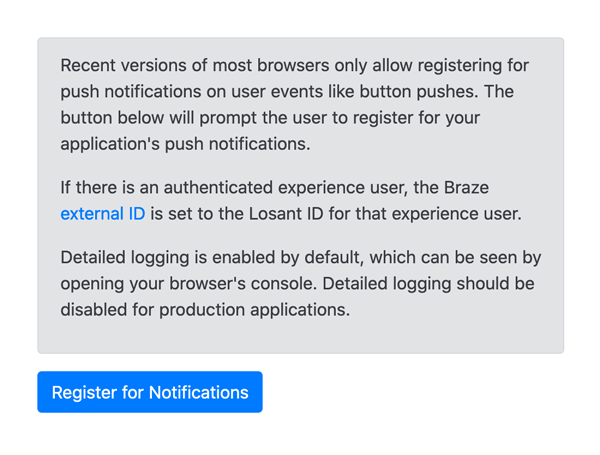 Recent versions of most browsers only allow registering for
push notifications on user events like button pushes. The
button below will prompt the user to register for your
application's push notifications.
If there is an authenticated experience user, the Braze
external ID is set to the Losant ID for that experience user.
Detailed logging is enabled by default, which can be seen by
opening your browser's console. Detailed logging should be
disabled for production applications.
Register for Notifications